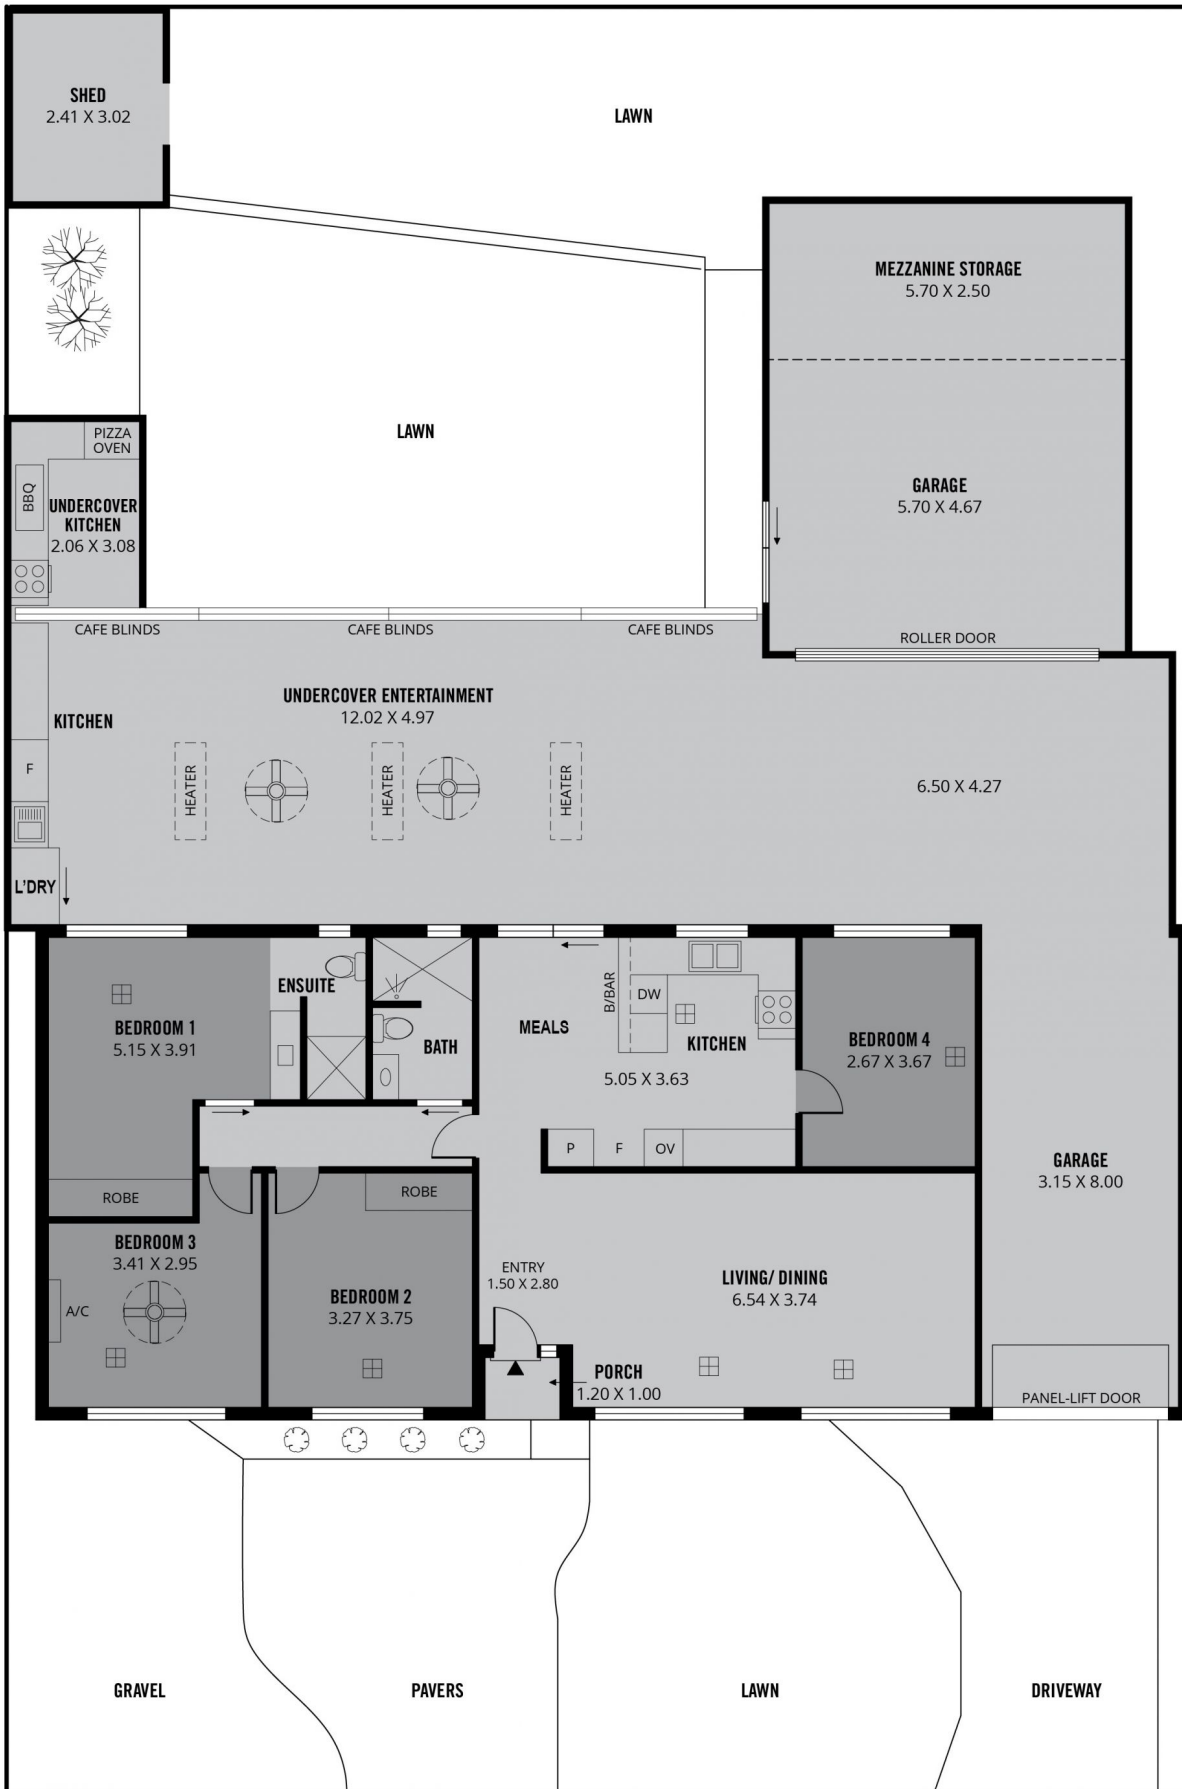 SHED
2.41 X 3.02
LAWN
MEZZANINE STORAGE
5.70 X 2.50
LAWN
PIZZA
OVEN
BBQ
UNDERCOVER
KITCHEN
2.06 X 3.08
GARAGE
5.70 X 4.67
CAFE BLINDS
CAFE BLINDS
CAFE BLINDS
ROLLER DOOR
UNDERCOVER ENTERTAINMENT
12.02 X 4.97
KITCHEN
F
HEATER
HEATER
HEATER
6.50 X 4.27
L'DRY
ENSUITE
BEDROOM 1
5.15 X 3.91
BATH
MEALS
B/BAR
DW
KITCHEN
5.05 X 3.63
BEDROOM 4
2.67 X 3.67
P
F
OV
GARAGE
3.15 X 8.00
ROBE
ROBE
BEDROOM 3
3.41 X 2.95
A/C
BEDROOM 2
3.27 X 3.75
ENTRY
1.50 X 2.80
LIVING/ DINING
6.54 X 3.74
PORCH
1.20 X 1.00
PANEL-LIFT DOOR
GRAVEL
PAVERS
LAWN
DRIVEWAY